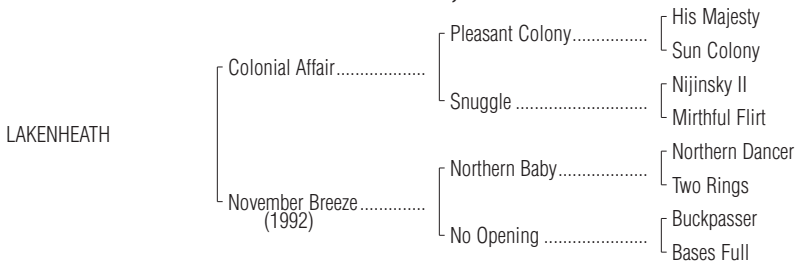 His Majesty
Pleasant Colony................
Sun Colony
Colonial Affair...................
Nijinsky II
Snuggle ............................
Mirthful Flirt
LAKENHEATH
Northern Dancer
Northern Baby...................
Two Rings
November Breeze..............
(1992)
Buckpasser
No Opening ......................
Bases Full